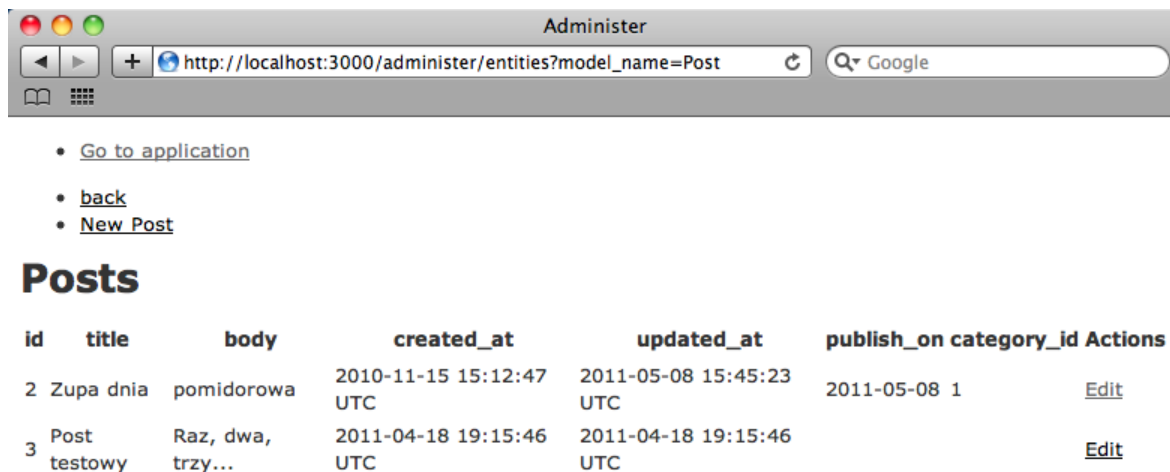 Administer
http://localhost:3000/administer/entities?model_name=Post
Google
Go to application
back
New Post
Posts
id title body created_at updated_at publish_on category_id Actions
2 Zupa dnia pomidorowa 2010-11-15 15:12:47 UTC 2011-05-08 15:45:23 UTC 2011-05-08 1 Edit
3 Post testowy Raz, dwa, trzy... 2011-04-18 19:15:46 UTC 2011-04-18 19:15:46 UTC Edit